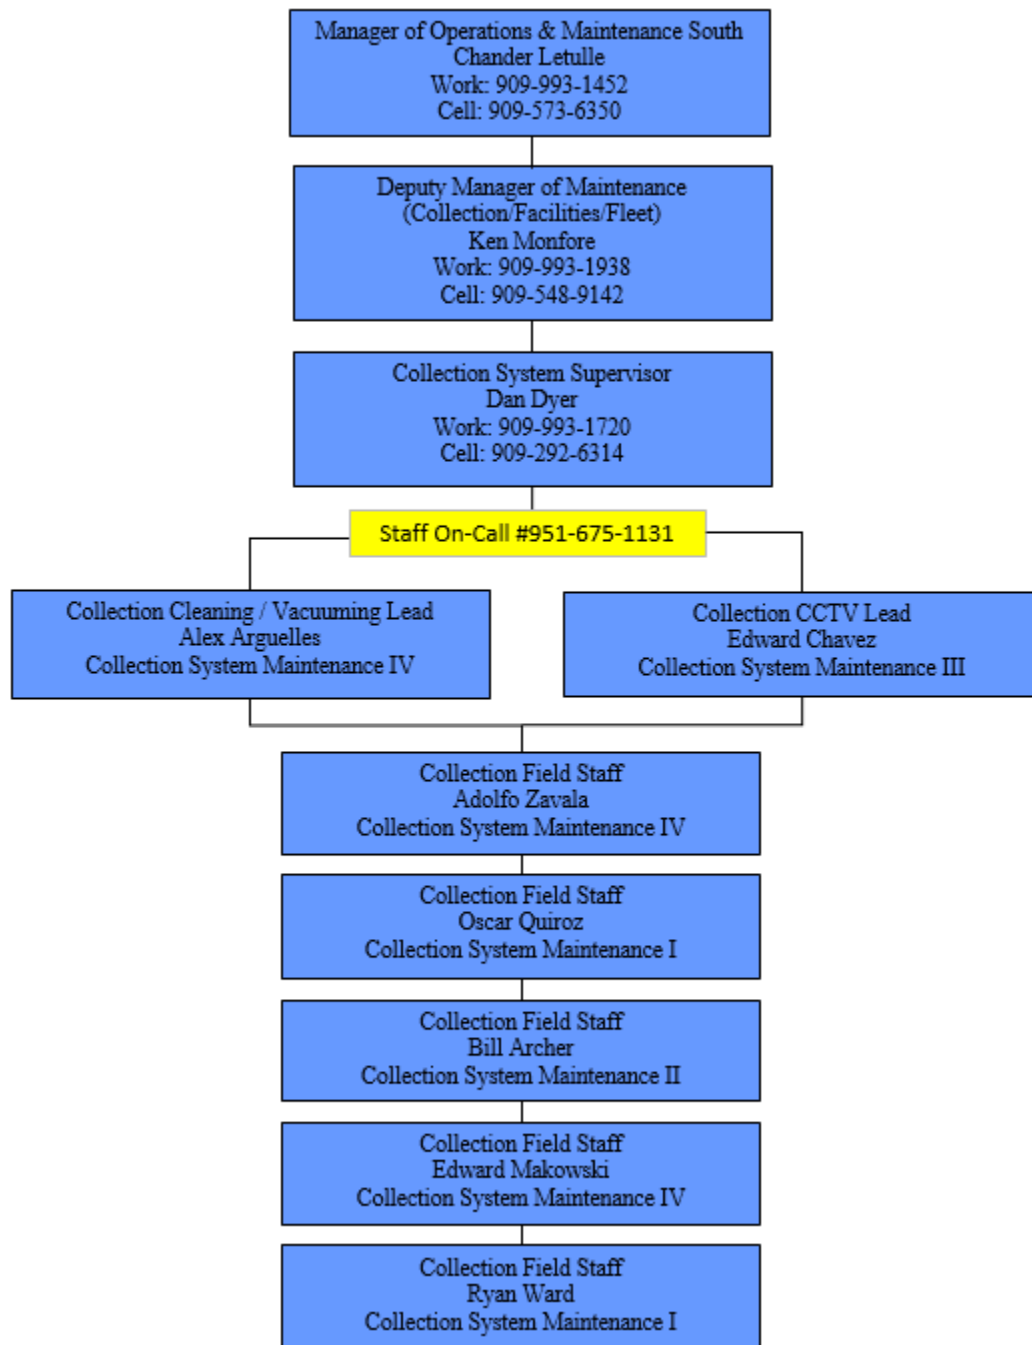 Manager of Operations & Maintenance South
Chander Letulle
Work: 909-993-1452
Cell: 909-573-6350
Deputy Manager of Maintenance
(Collection/Facilities/Fleet)
Ken Monfore
Work: 909-993-1938
Cell: 909-548-9142
Collection System Supervisor
Dan Dyer
Work: 909-993-1720
Cell: 909-292-6314
Staff On-Call #951-675-1131
Collection Cleaning / Vacuuming Lead
Alex Arguelles
Collection System Maintenance IV
Collection CCTV Lead
Edward Chavez
Collection System Maintenance III
Collection Field Staff
Adolfo Zavala
Collection System Maintenance IV
Collection Field Staff
Oscar Quiroz
Collection System Maintenance I
Collection Field Staff
Bill Archer
Collection System Maintenance II
Collection Field Staff
Edward Makowski
Collection System Maintenance IV
Collection Field Staff
Ryan Ward
Collection System Maintenance I